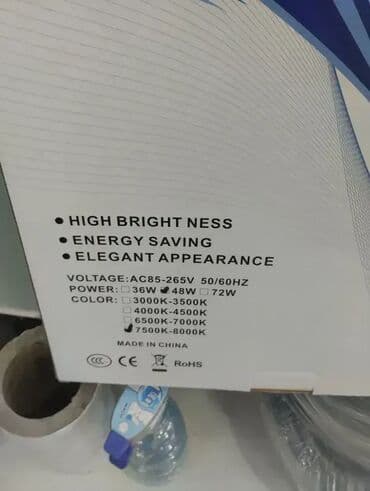 ● HIGH BRIGHT NESS
● ENERGY SAVING
● ELEGANT APPEARANCE
VOLTAGE:AC85-265V 50/60HZ
POWER: □36W ☑48W □72W
COLOR: □3000K-3500K
□4000K-4500K
□6500K-7000K
☑7500K-8000K
MADE IN CHINA
CCC CE RoHS